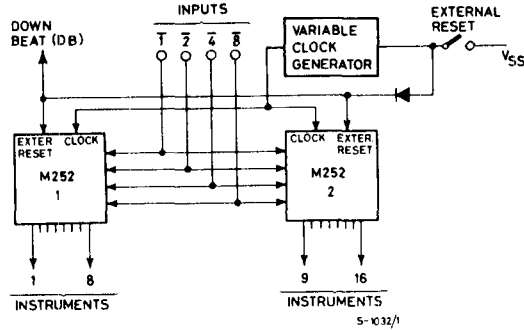 INPUTS
DOWN
BEAT (DB)
1̅ 2̅ 4̅ 8̅
VARIABLE
CLOCK
GENERATOR
EXTERNAL
RESET
VSS
EXTER
RESET
CLOCK
M252
1
CLOCK
EXTER.
RESET
M252
2
1 8
INSTRUMENTS
9 16
INSTRUMENTS
S-1032/1